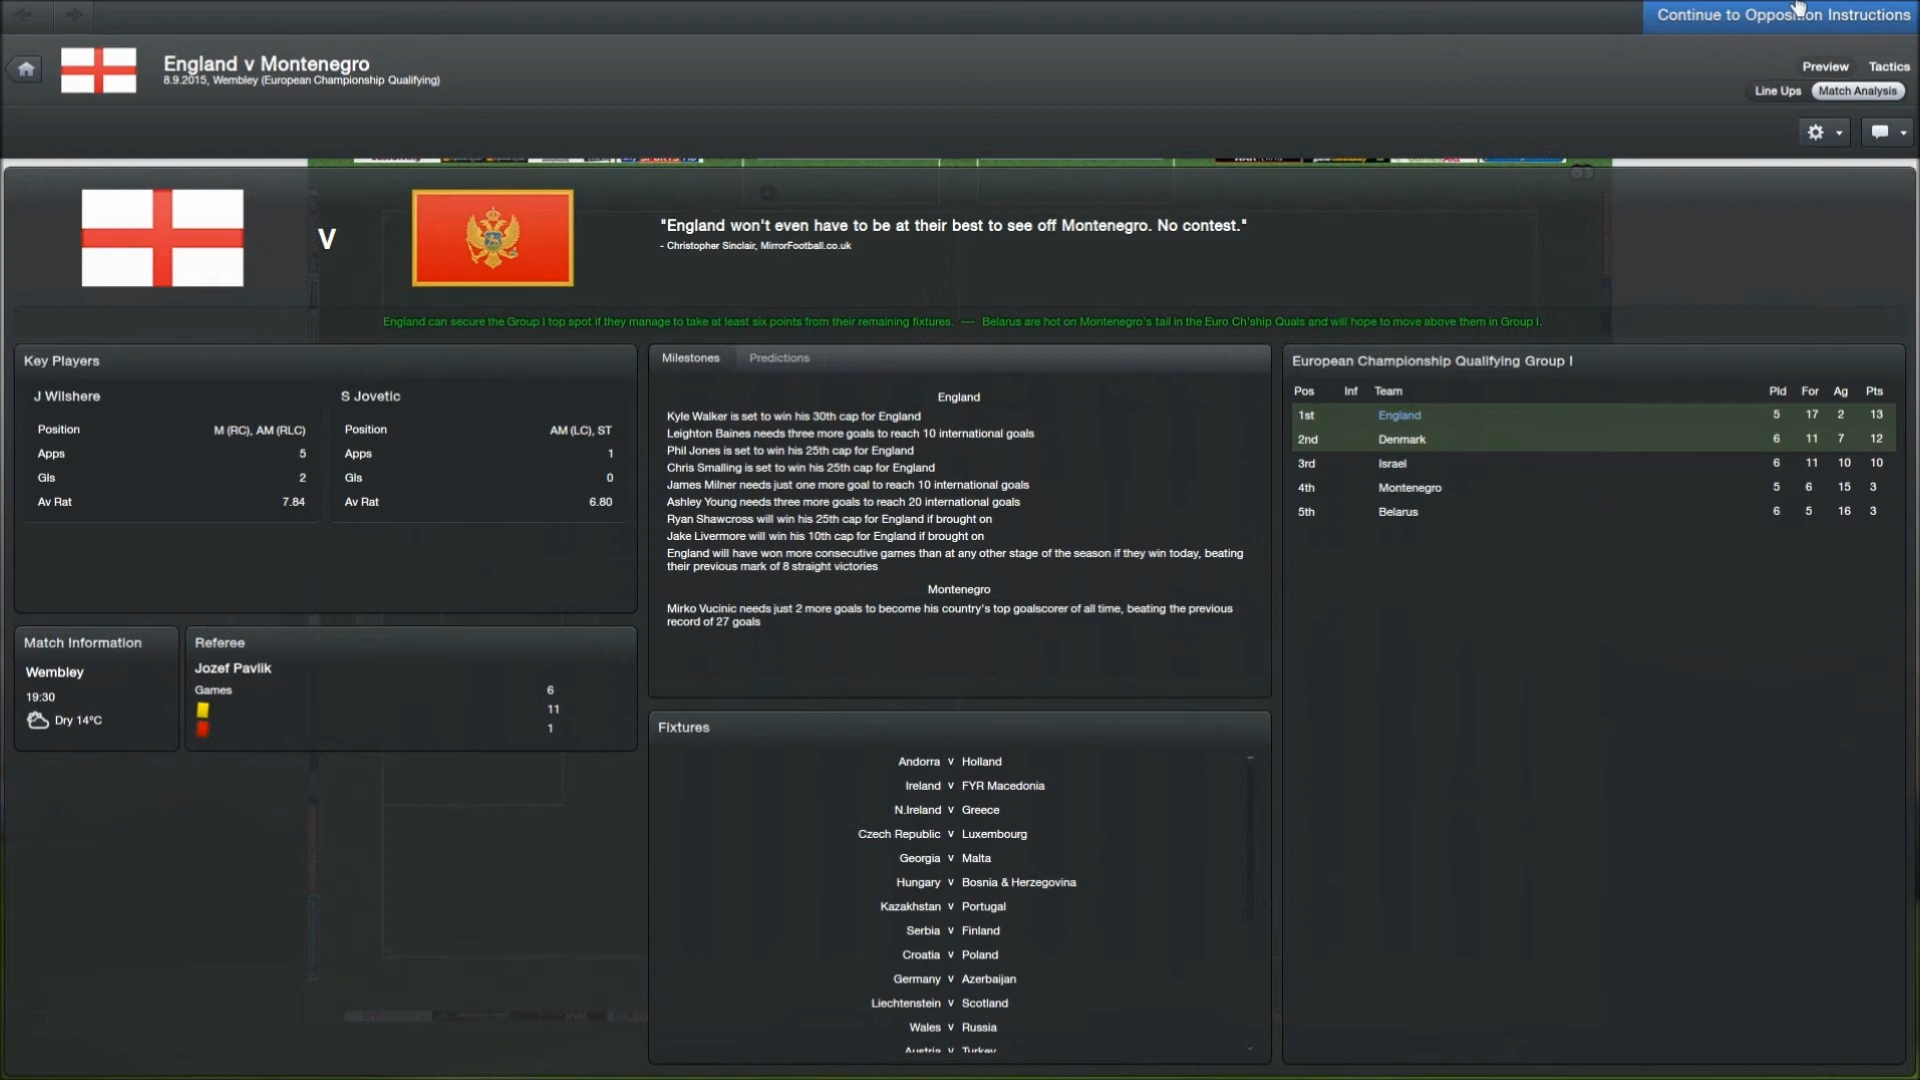 Continue to Opposition Instructions
England v Montenegro
8.9.2015, Wembley (European Championship Qualifying)
Preview Tactics
Line Ups Match Analysis
V
"England won't even have to be at their best to see off Montenegro. No contest."
- Christopher Sinclair, MirrorFootball.co.uk
England can secure the Group I top spot if they manage to take at least six points from their remaining fixtures. --- Belarus are hot on Montenegro's tail in the Euro Ch'ship Quals and will hope to move above them in Group I.
Key Players
J Wilshere
Position M (RC), AM (RLC)
Apps 5
Gls 2
Av Rat 7.84
S Jovetic
Position AM (LC), ST
Apps 1
Gls 0
Av Rat 6.80
Match Information
Wembley
19:30
Dry 14°C
Referee
Jozef Pavlik
Games 6
11
1
Milestones Predictions
England
Kyle Walker is set to win his 30th cap for England
Leighton Baines needs three more goals to reach 10 international goals
Phil Jones is set to win his 25th cap for England
Chris Smalling is set to win his 25th cap for England
James Milner needs just one more goal to reach 10 international goals
Ashley Young needs three more goals to reach 20 international goals
Ryan Shawcross will win his 25th cap for England if brought on
Jake Livermore will win his 10th cap for England if brought on
England will have won more consecutive games than at any other stage of the season if they win today, beating
their previous mark of 8 straight victories
Montenegro
Mirko Vucinic needs just 2 more goals to become his country's top goalscorer of all time, beating the previous
record of 27 goals
Fixtures
Andorra v Holland
Ireland v FYR Macedonia
N.Ireland v Greece
Czech Republic v Luxembourg
Georgia v Malta
Hungary v Bosnia & Herzegovina
Kazakhstan v Portugal
Serbia v Finland
Croatia v Poland
Germany v Azerbaijan
Liechtenstein v Scotland
Wales v Russia
Austria v Turkey
European Championship Qualifying Group I
Pos Inf Team Pld For Ag Pts
1st England 5 17 2 13
2nd Denmark 6 11 7 12
3rd Israel 6 11 10 10
4th Montenegro 5 6 15 3
5th Belarus 6 5 16 3